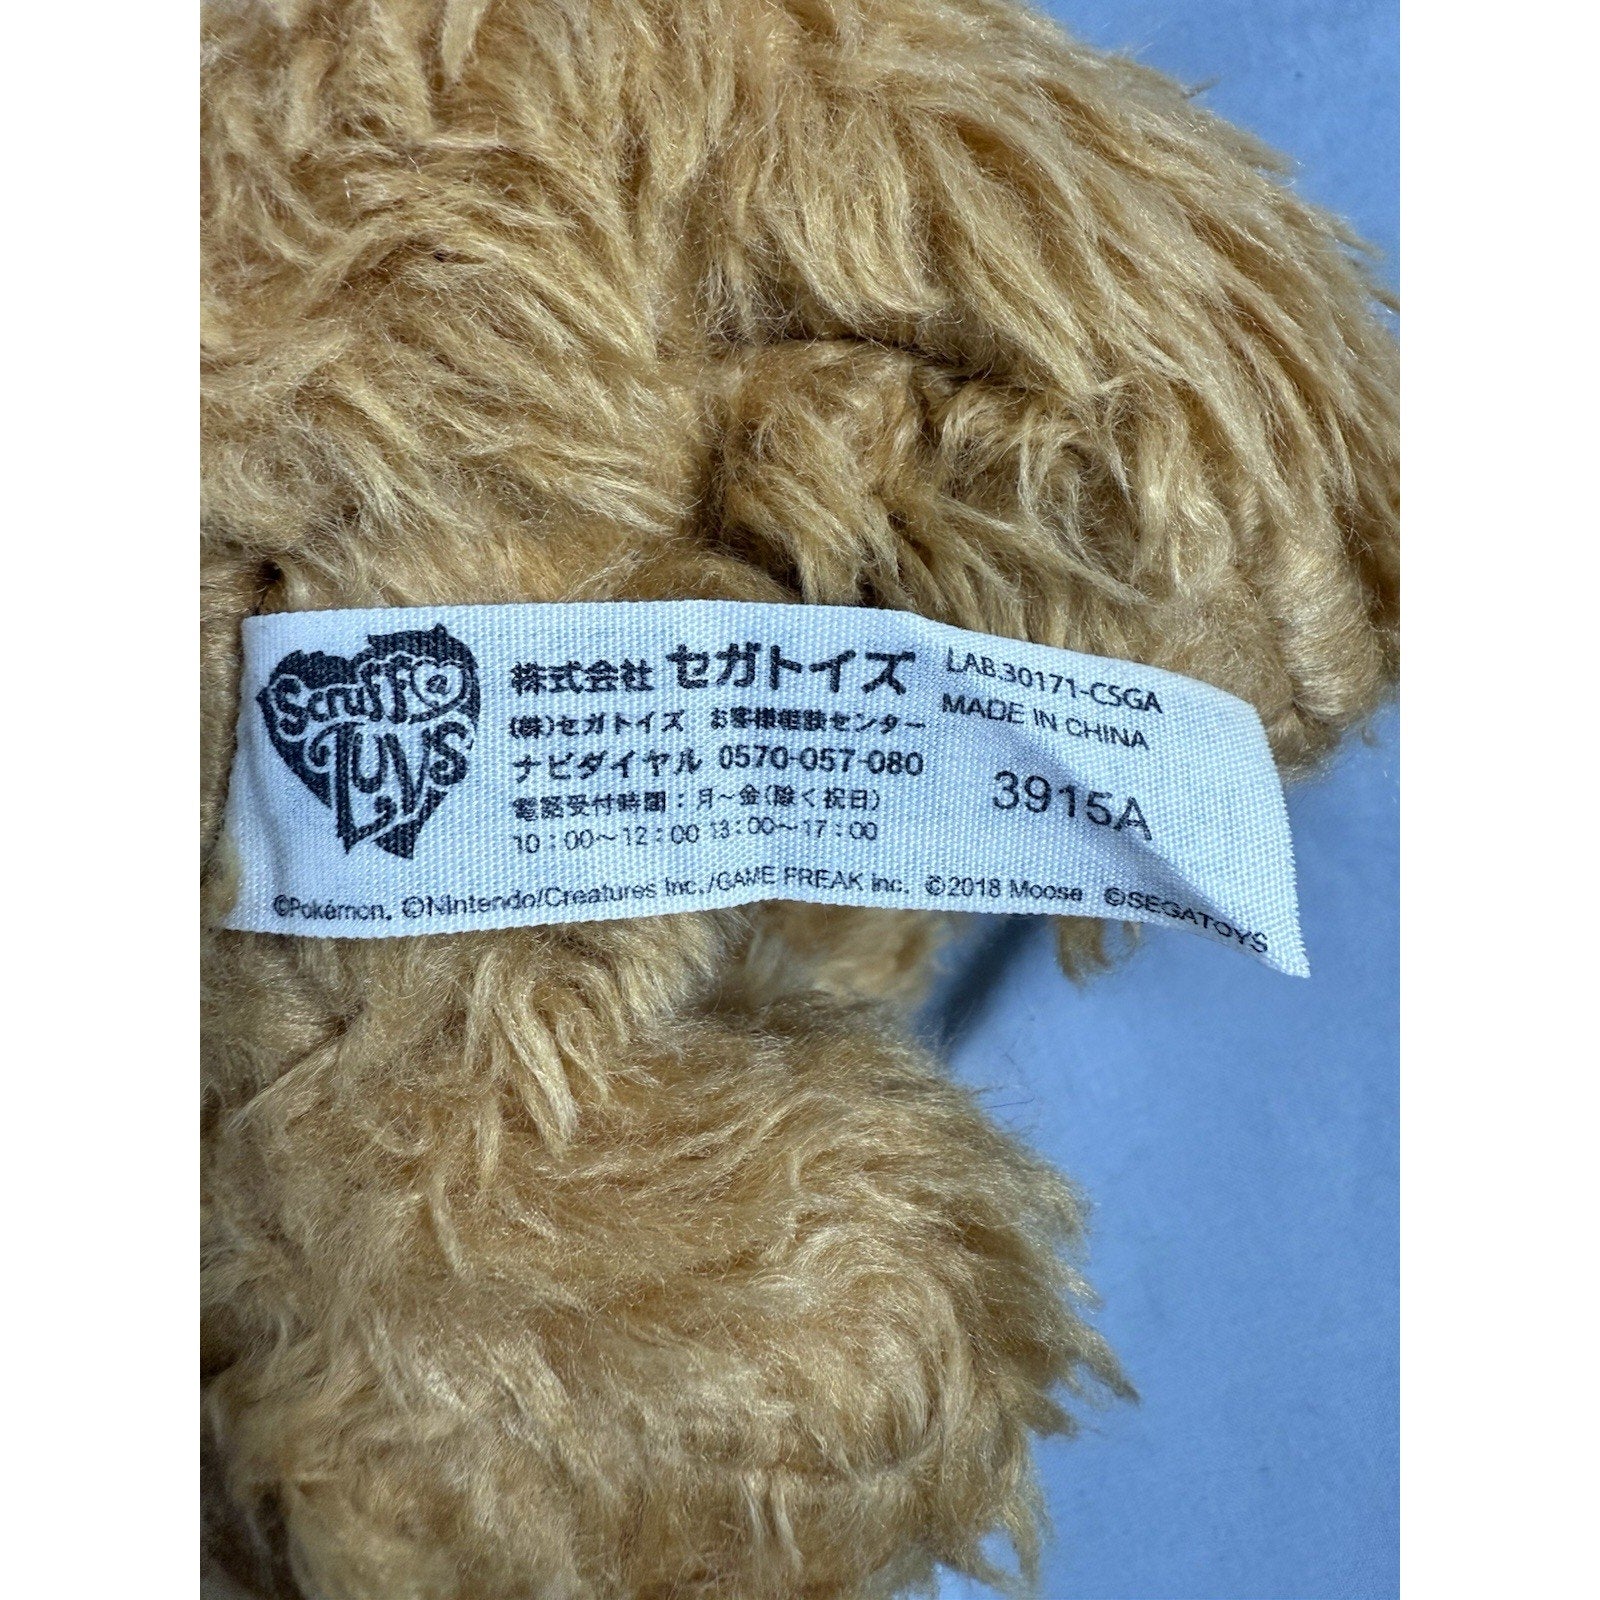 Scruff a LUVS
株式会社 セガトイズ
(株)セガトイズ お客様相談センター
ナビダイヤル 0570-057-080
電話受付時間：月〜金(除く祝日)
10：00〜12：00 13：00〜17：00
LAB.30171-CSGA
MADE IN CHINA
3915A
©Pokémon. ©Nintendo/Creatures Inc./GAME FREAK inc. ©2018 Moose ©SEGATOYS